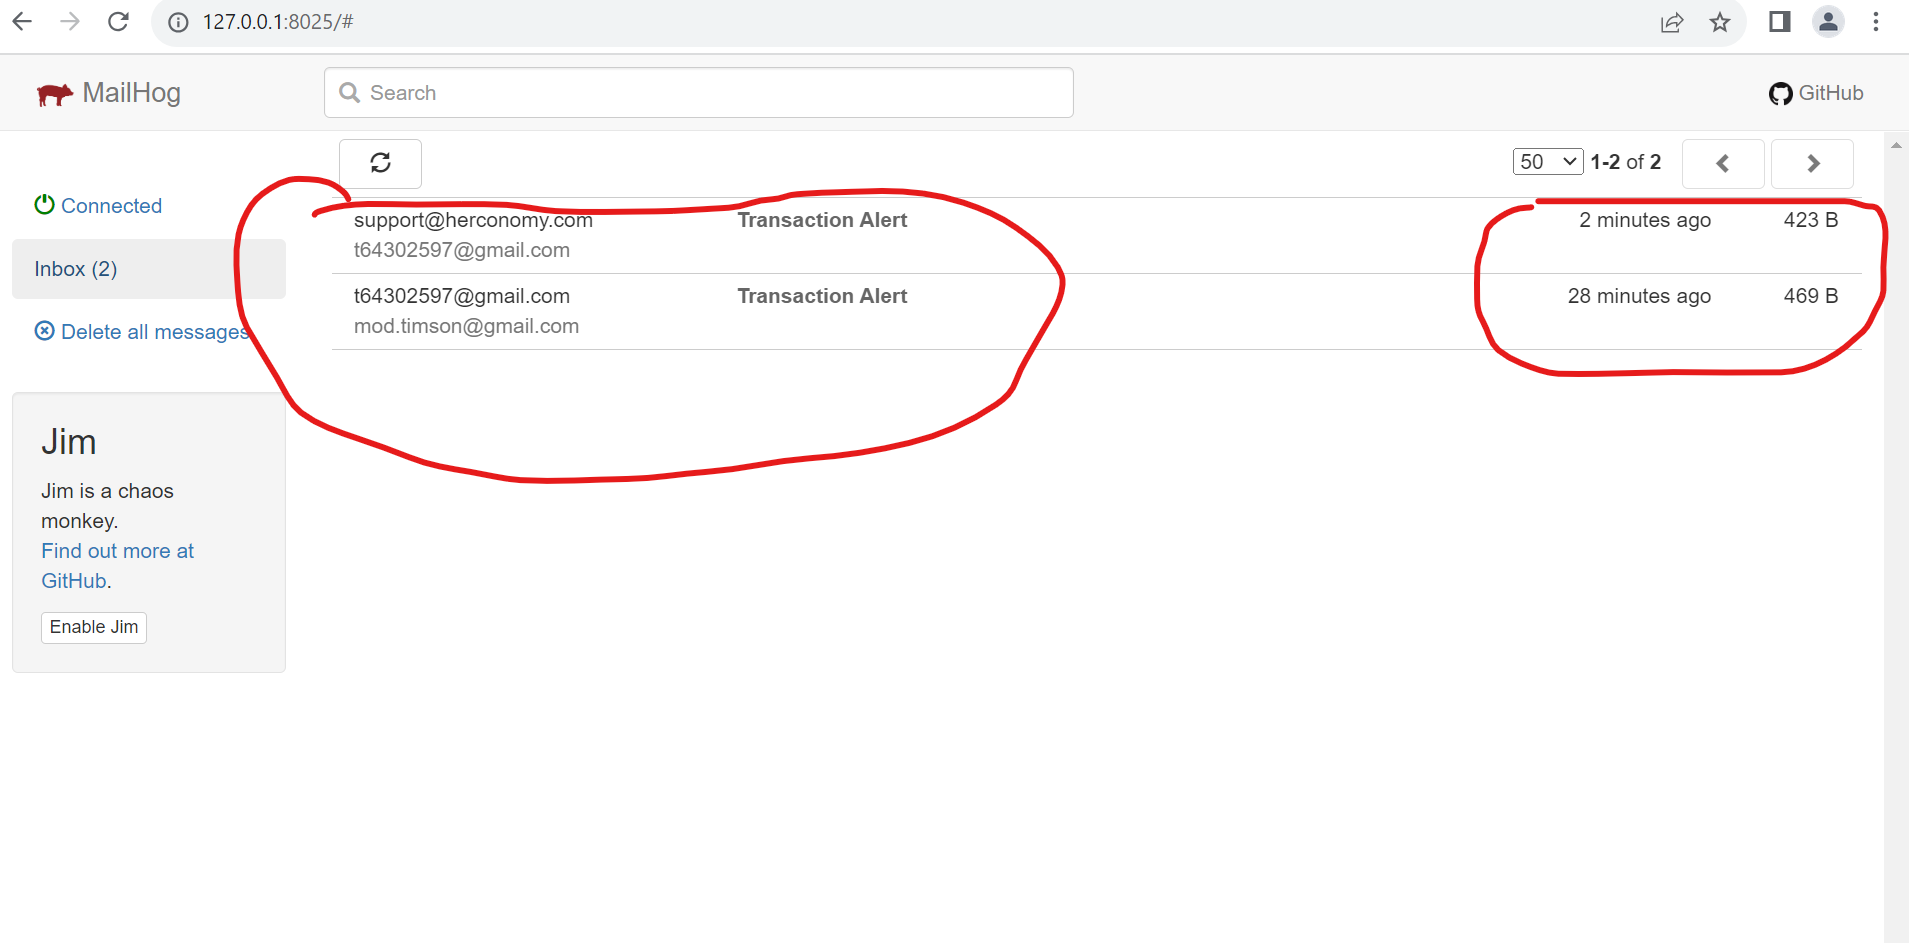 127.0.0.1:8025/#
MailHog
Search
GitHub
50 1-2 of 2
Connected
Inbox (2)
Delete all messages
support@herconomy.com Transaction Alert 2 minutes ago 423 B
t64302597@gmail.com
t64302597@gmail.com Transaction Alert 28 minutes ago 469 B
mod.timson@gmail.com
Jim
Jim is a chaos
monkey.
Find out more at
GitHub.
Enable Jim